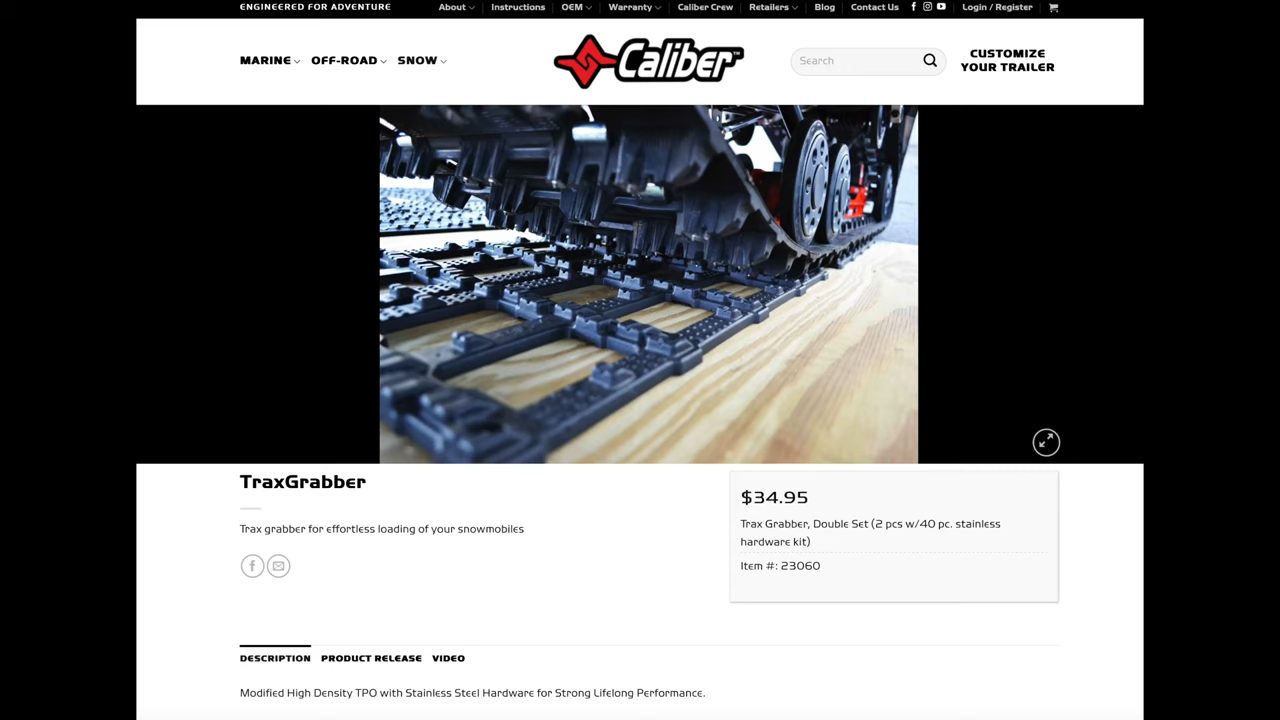 ENGINEERED FOR ADVENTURE About Instructions OEM Warranty Caliber Crew Retailers Blog Contact Us Login / Register
MARINE OFF-ROAD SNOW Caliber™ Search CUSTOMIZE
YOUR TRAILER
TraxGrabber
Trax grabber for effortless loading of your snowmobiles
$34.95
Trax Grabber, Double Set (2 pcs w/40 pc. stainless
hardware kit)
Item #: 23060
DESCRIPTION PRODUCT RELEASE VIDEO
Modified High Density TPO with Stainless Steel Hardware for Strong Lifelong Performance.